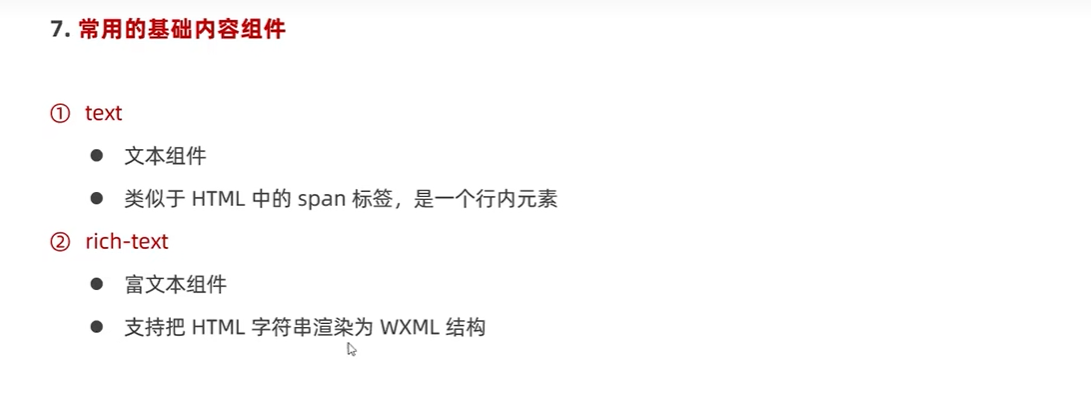 7. 常用的基础内容组件
① text
● 文本组件
● 类似于 HTML 中的 span 标签，是一个行内元素
② rich-text
● 富文本组件
● 支持把 HTML 字符串渲染为 WXML 结构